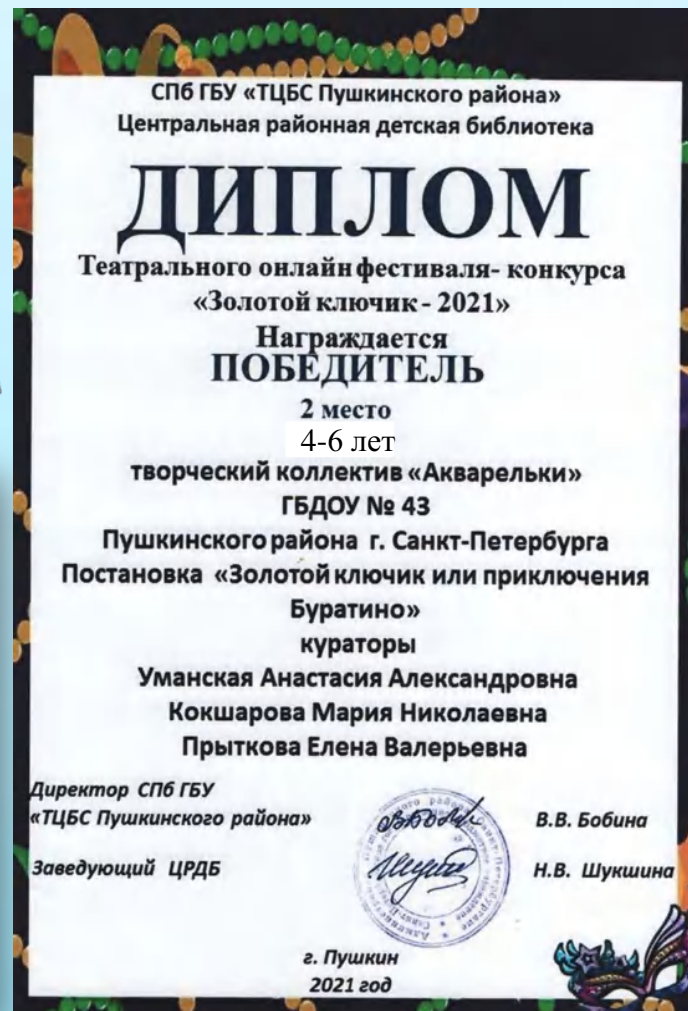 СПб ГБУ «ТЦБС Пушкинского района»
Центральная районная детская библиотека
ДИПЛОМ
Театрального онлайн фестиваля- конкурса
«Золотой ключик - 2021»
Награждается
ПОБЕДИТЕЛЬ
2 место
4-6 лет
творческий коллектив «Акварельки»
ГБДОУ № 43
Пушкинского района г. Санкт-Петербурга
Постановка «Золотой ключик или приключения
Буратино»
кураторы
Уманская Анастасия Александровна
Кокшарова Мария Николаевна
Прыткова Елена Валерьевна
Директор СПб ГБУ
«ТЦБС Пушкинского района» В.В. Бобина
Заведующий ЦРДБ Н.В. Шукшина
г. Пушкин
2021 год